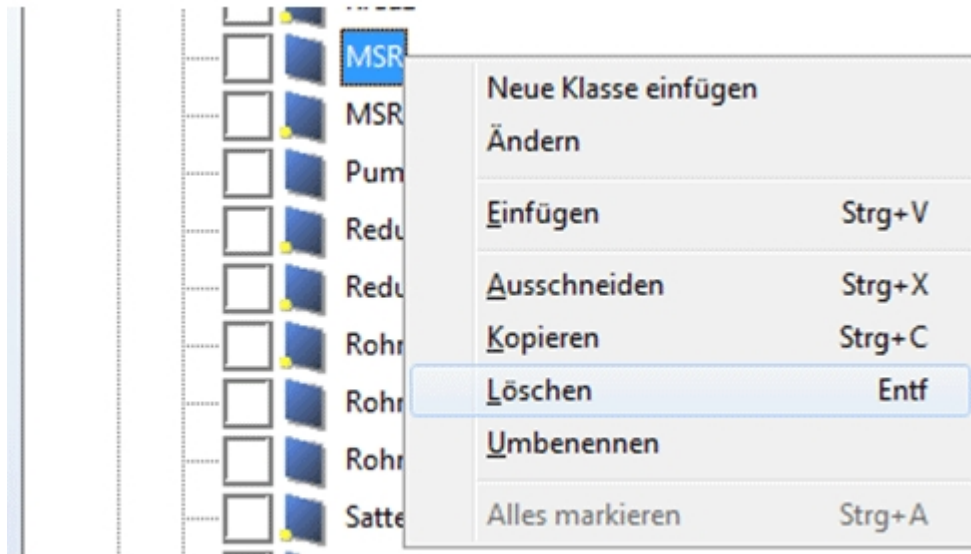 MSR
MSR
Pum
Redu
Redu
Rohr
Rohr
Rohr
Satte
Neue Klasse einfügen
Ändern
Einfügen Strg+V
Ausschneiden Strg+X
Kopieren Strg+C
Löschen Entf
Umbenennen
Alles markieren Strg+A